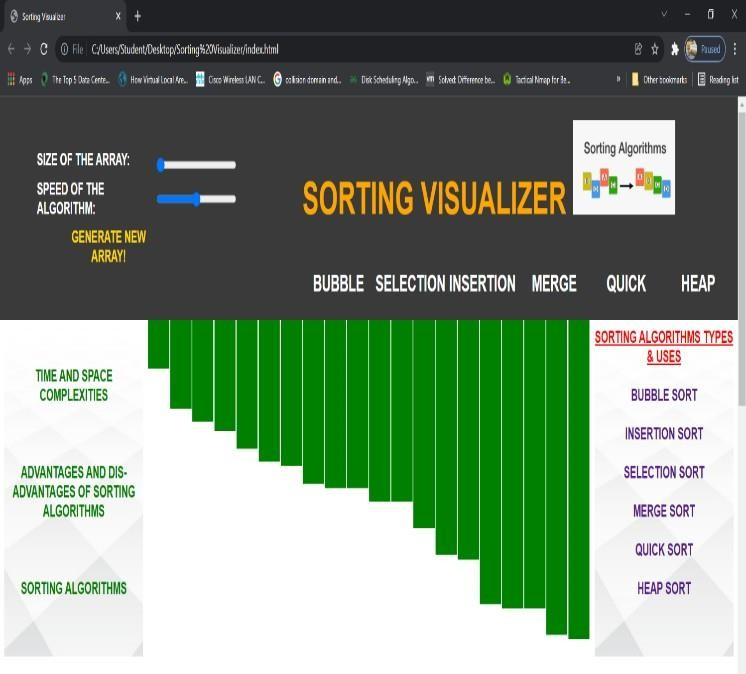 Sorting Visualizer
File C:/Users/Student/Desktop/Sorting%20Visualizer/index.html
Paused
Apps
The Top 5 Data Cente...
How Virtual Local Are...
Cisco Wireless LAN C...
collision domain and...
Disk Scheduling Algo...
Solved: Difference be...
Tactical Nmap for Be...
»
Other bookmarks
Reading list
SIZE OF THE ARRAY:
SPEED OF THE
ALGORITHM:
GENERATE NEW
ARRAY!
SORTING VISUALIZER
Sorting Algorithms
BUBBLE SELECTION INSERTION MERGE QUICK HEAP
TIME AND SPACE
COMPLEXITIES
ADVANTAGES AND DIS-
ADVANTAGES OF SORTING
ALGORITHMS
SORTING ALGORITHMS
SORTING ALGORITHMS TYPES
& USES
BUBBLE SORT
INSERTION SORT
SELECTION SORT
MERGE SORT
QUICK SORT
HEAP SORT